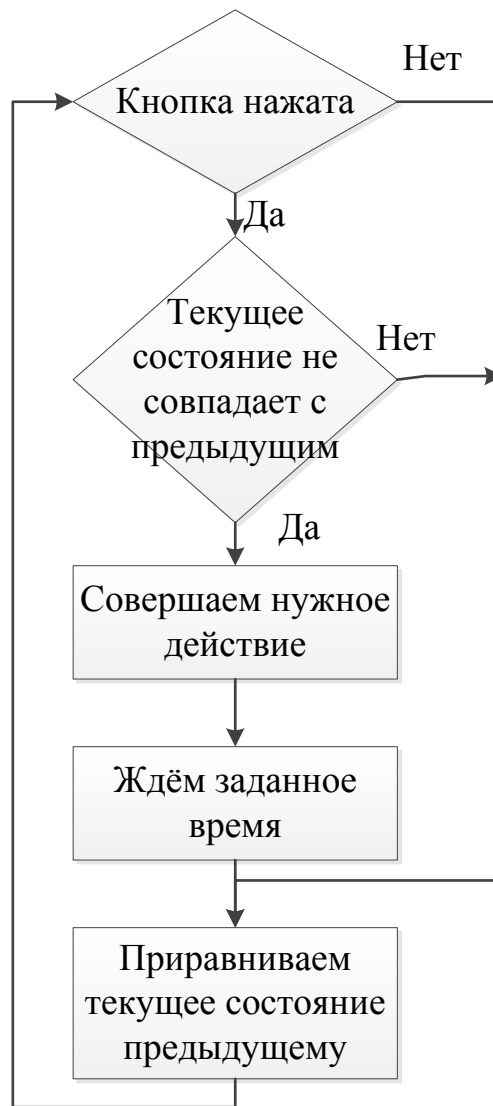 Нет
Кнопка нажата
Да
Текущее
состояние не
совпадает с
предыдущим
Нет
Да
Совершаем нужное
действие
Ждём заданное
время
Приравниваем
текущее состояние
предыдущему